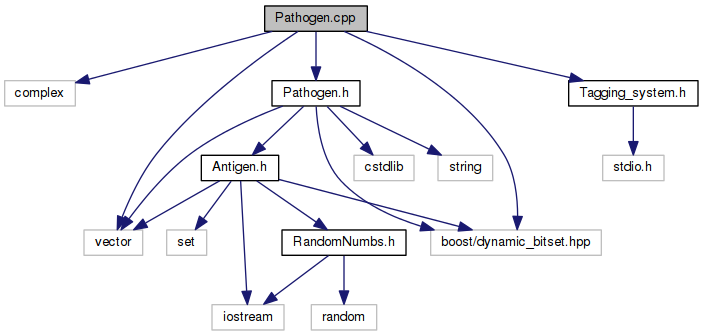 Pathogen.cpp
complex
Pathogen.h
Tagging_system.h
Antigen.h
cstdlib
string
stdio.h
vector
set
RandomNumbs.h
boost/dynamic_bitset.hpp
iostream
random